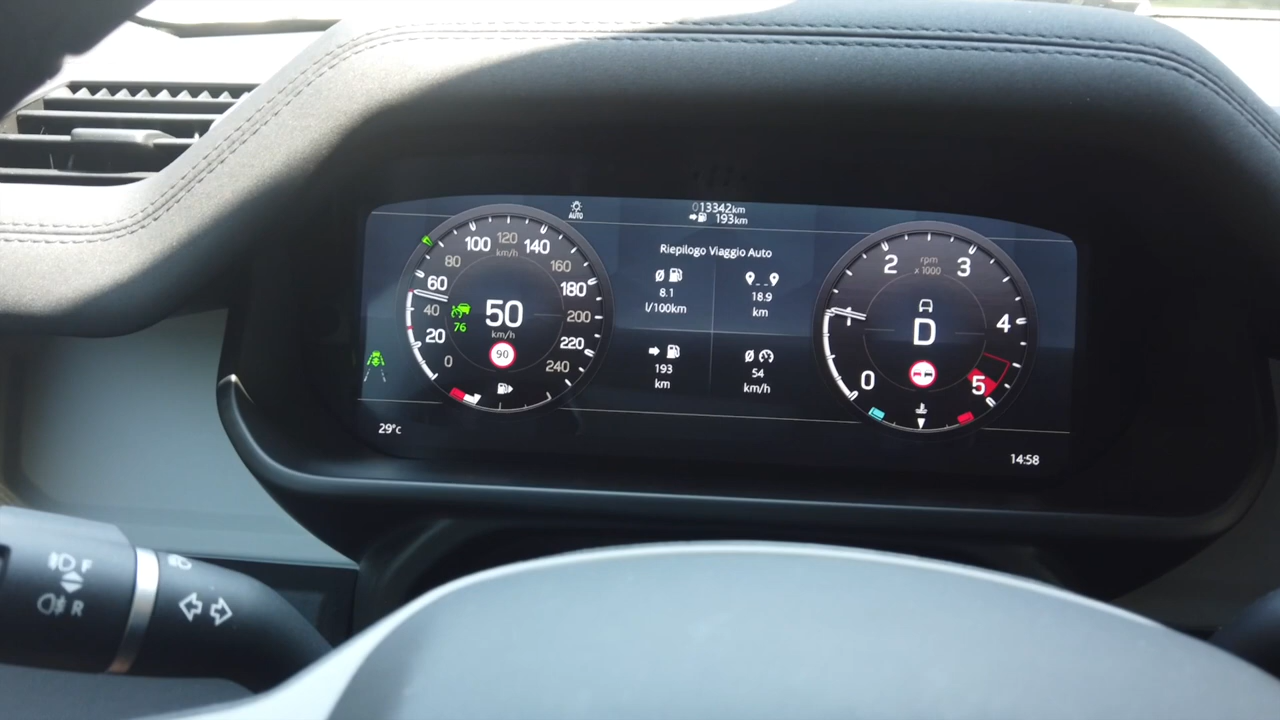 AUTO
013342km
193km
Riepilogo Viaggio Auto
8.1
l/100km
18.9
km
193
km
54
km/h
0
20
40
60
80
100
120
140
160
180
200
220
240
km/h
76
50
km/h
90
0
1
2
3
4
5
rpm
x 1000
D
29°c
14:58
F
R